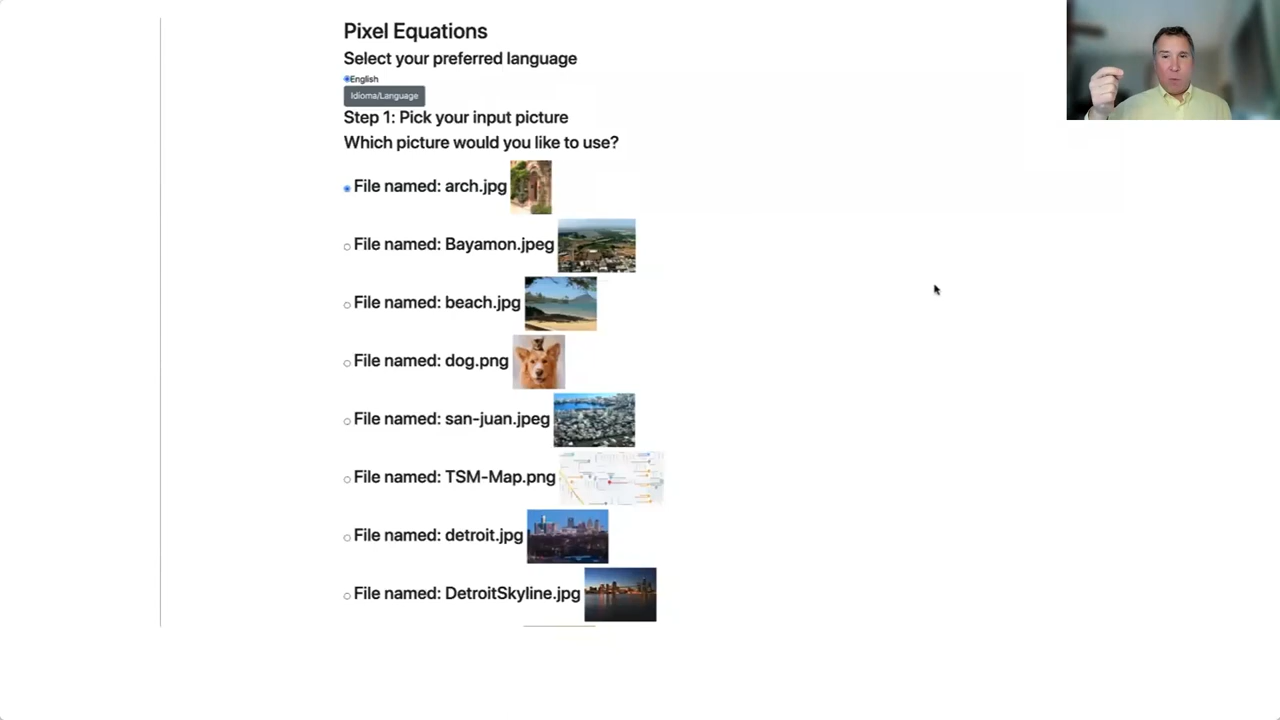 Pixel Equations
Select your preferred language
English
Idioma/Language
Step 1: Pick your input picture
Which picture would you like to use?
File named: arch.jpg
File named: Bayamon.jpeg
File named: beach.jpg
File named: dog.png
File named: san-juan.jpeg
File named: TSM-Map.png
File named: detroit.jpg
File named: DetroitSkyline.jpg